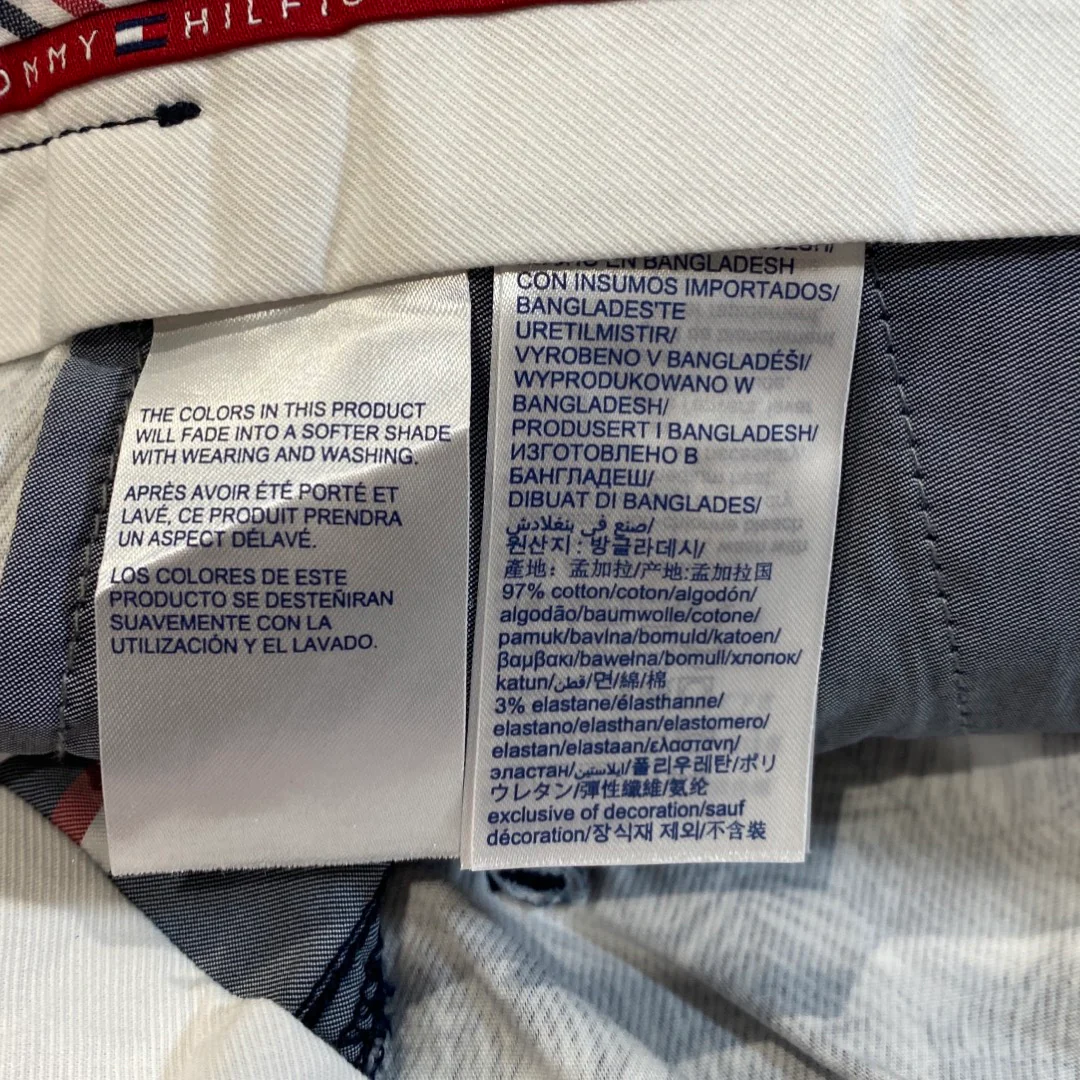 OMMY HILFI
THE COLORS IN THIS PRODUCT
WILL FADE INTO A SOFTER SHADE
WITH WEARING AND WASHING.
APRÈS AVOIR ÉTÉ PORTÉ ET
LAVÉ, CE PRODUIT PRENDRA
UN ASPECT DÉLAVÉ.
LOS COLORES DE ESTE
PRODUCTO SE DESTEÑIRAN
SUAVEMENTE CON LA
UTILIZACIÓN Y EL LAVADO.
EN BANGLADESH
CON INSUMOS IMPORTADOS/
BANGLADES'TE
URETILMISTIR/
VYROBENO V BANGLADÉŠI/
WYPRODUKOWANO W
BANGLADESH/
PRODUSERT I BANGLADESH/
ИЗГОТОВЛЕНО В
БАНГЛАДЕШ/
DIBUAT DI BANGLADES/
صنع في بنغلادش/
원산지 : 방글라데시/
產地: 孟加拉/产地:孟加拉国
97% cotton/coton/algodón/
algodão/baumwolle/cotone/
pamuk/bavlna/bomuld/katoen/
βαμβακι/bawełna/bomull/хлопок/
katun/قطن/면/綿/棉
3% elastane/élasthanne/
elastano/elasthan/elastomero/
elastan/elastaan/ελαστανη/
эластан/ايلاستين/폴리우레탄/ポリ
ウレタン/彈性纖維/氨纶
exclusive of decoration/sauf
décoration/장식재 제외/不含裝